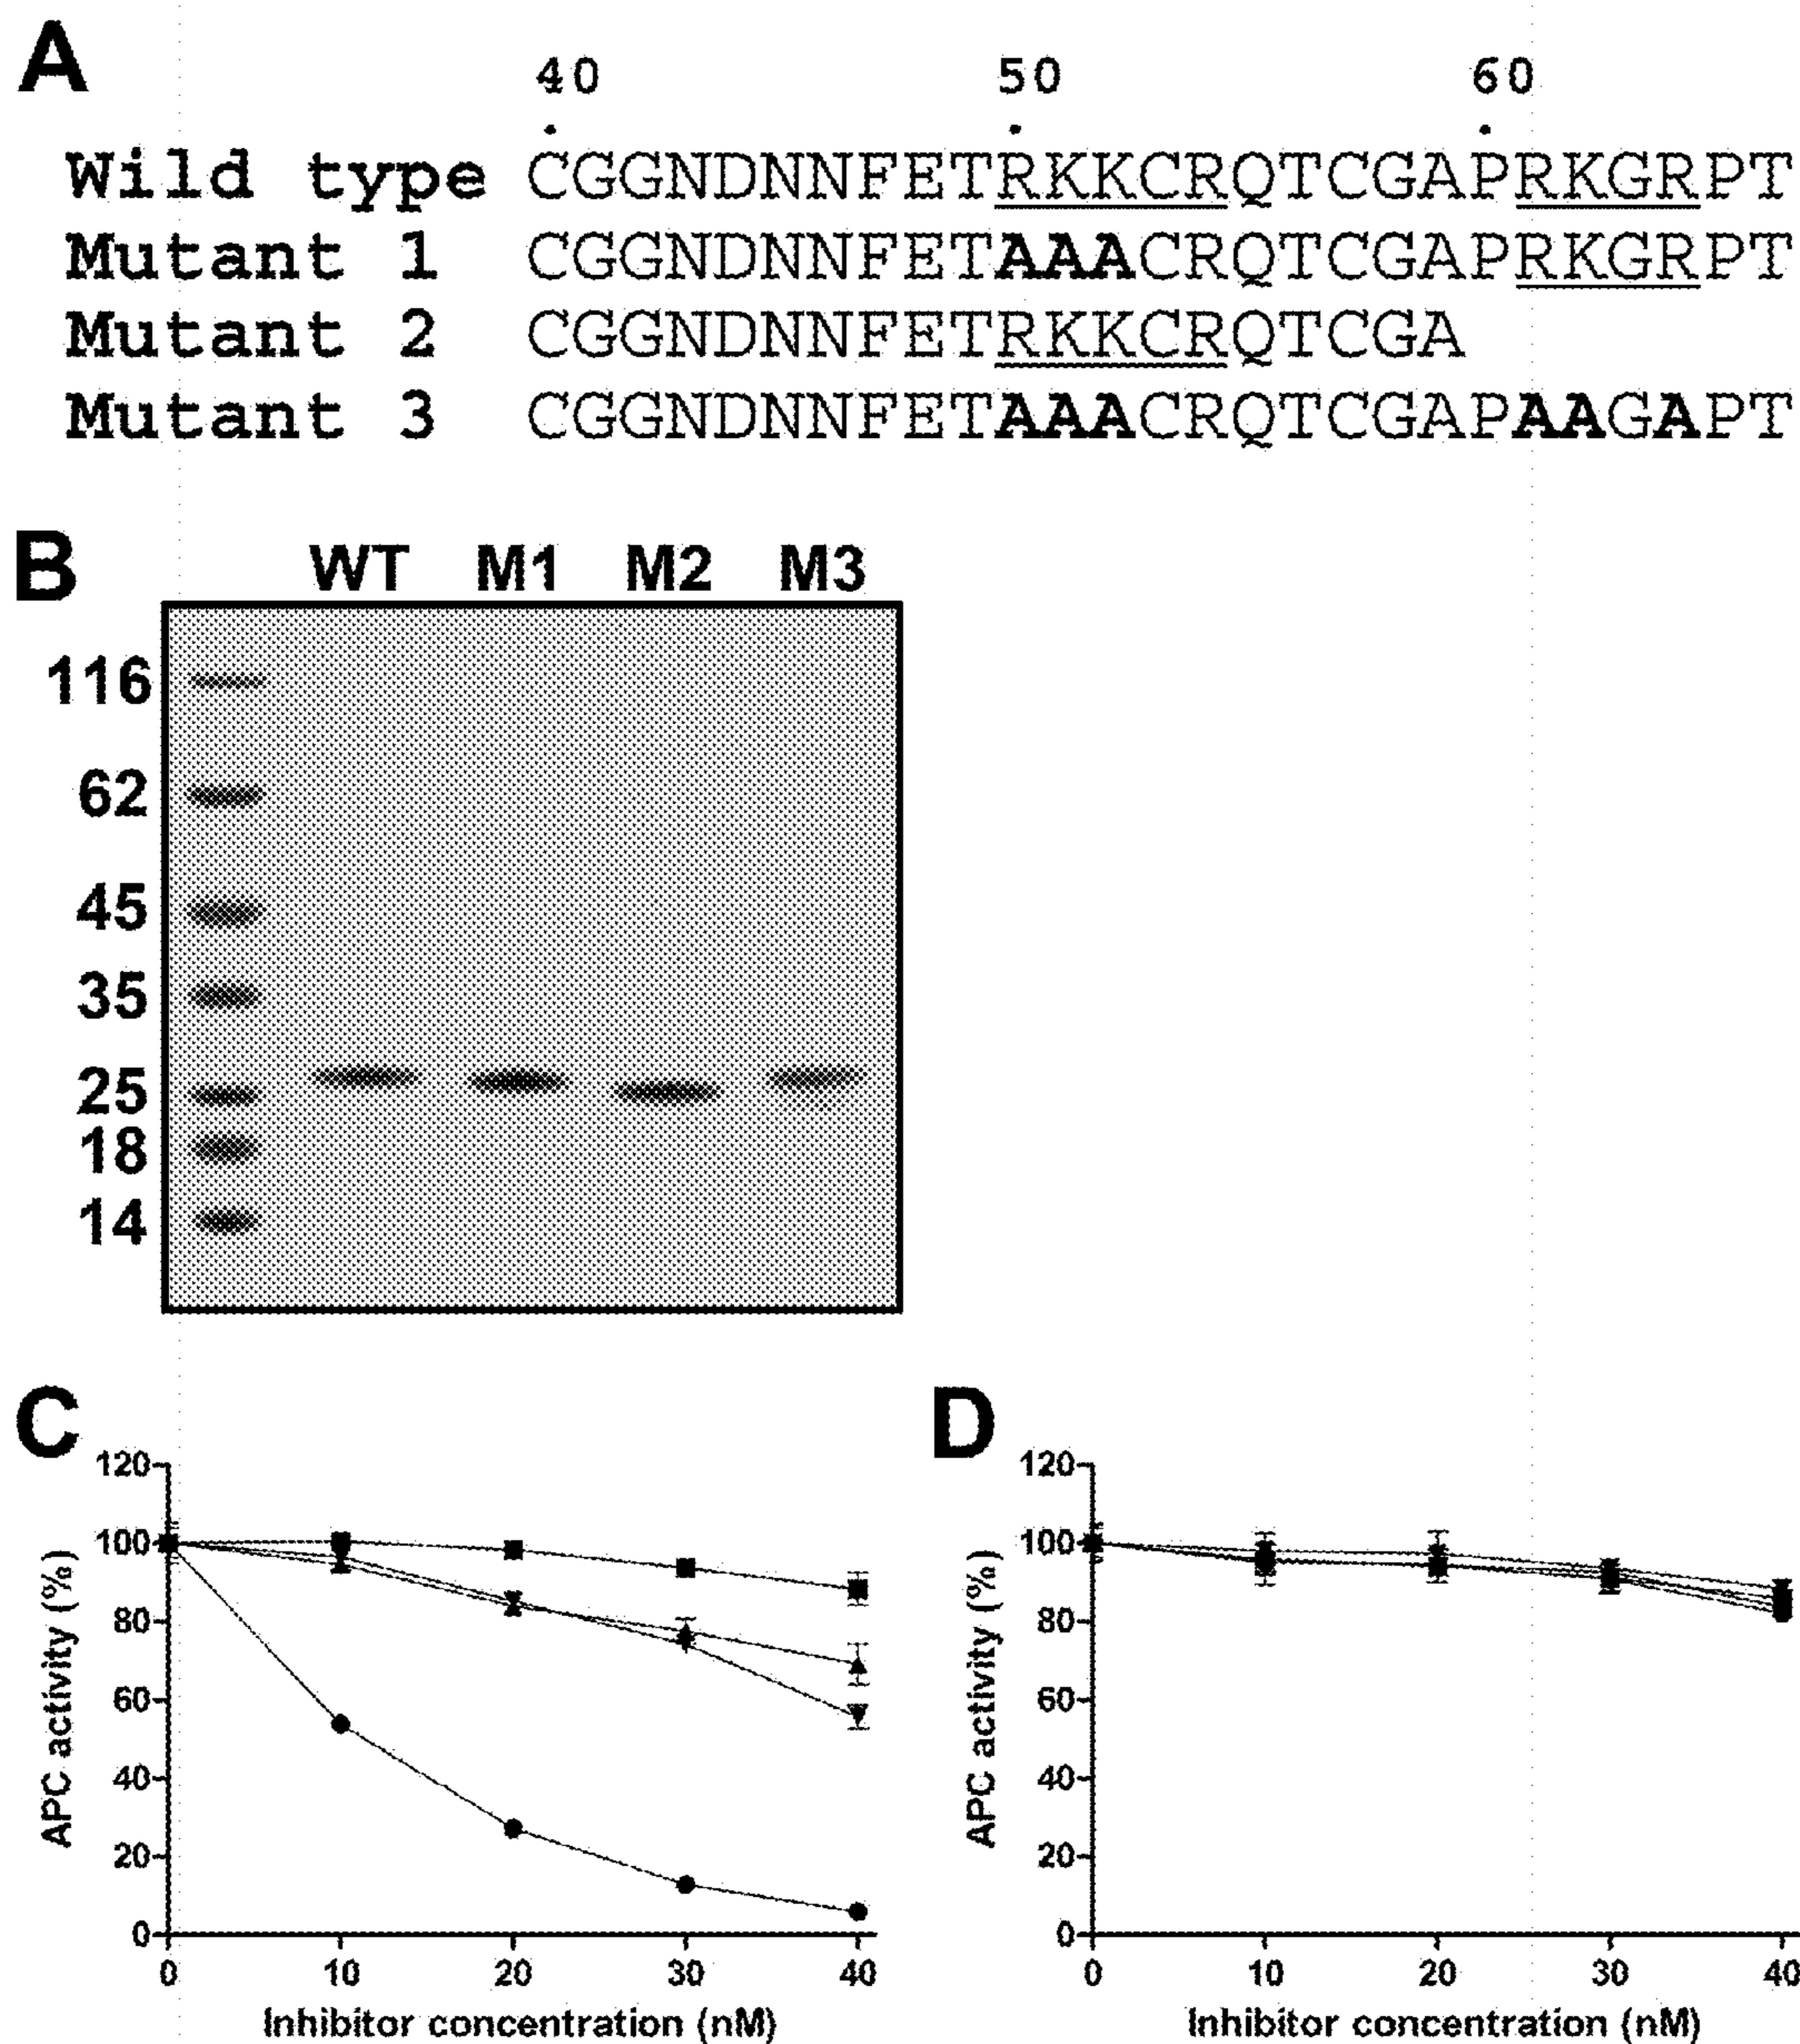 A
40 50 60
Wild type CGGNDNNFETRKKCRQTCGAPRKGRPT
Mutant 1 CGGNDNNFETAAACRQTCGAPRKGRPT
Mutant 2 CGGNDNNFETRKKCRQTCGA
Mutant 3 CGGNDNNFETAAACRQTCGAPAAGAPT
B
WT M1 M2 M3
116
62
45
35
25
18
14
C
120
100
80
60
40
20
0
APC activity (%)
0 10 20 30 40
Inhibitor concentration (nM)
D
120
100
80
60
40
20
0
APC activity (%)
0 10 20 30 40
Inhibitor concentration (nM)